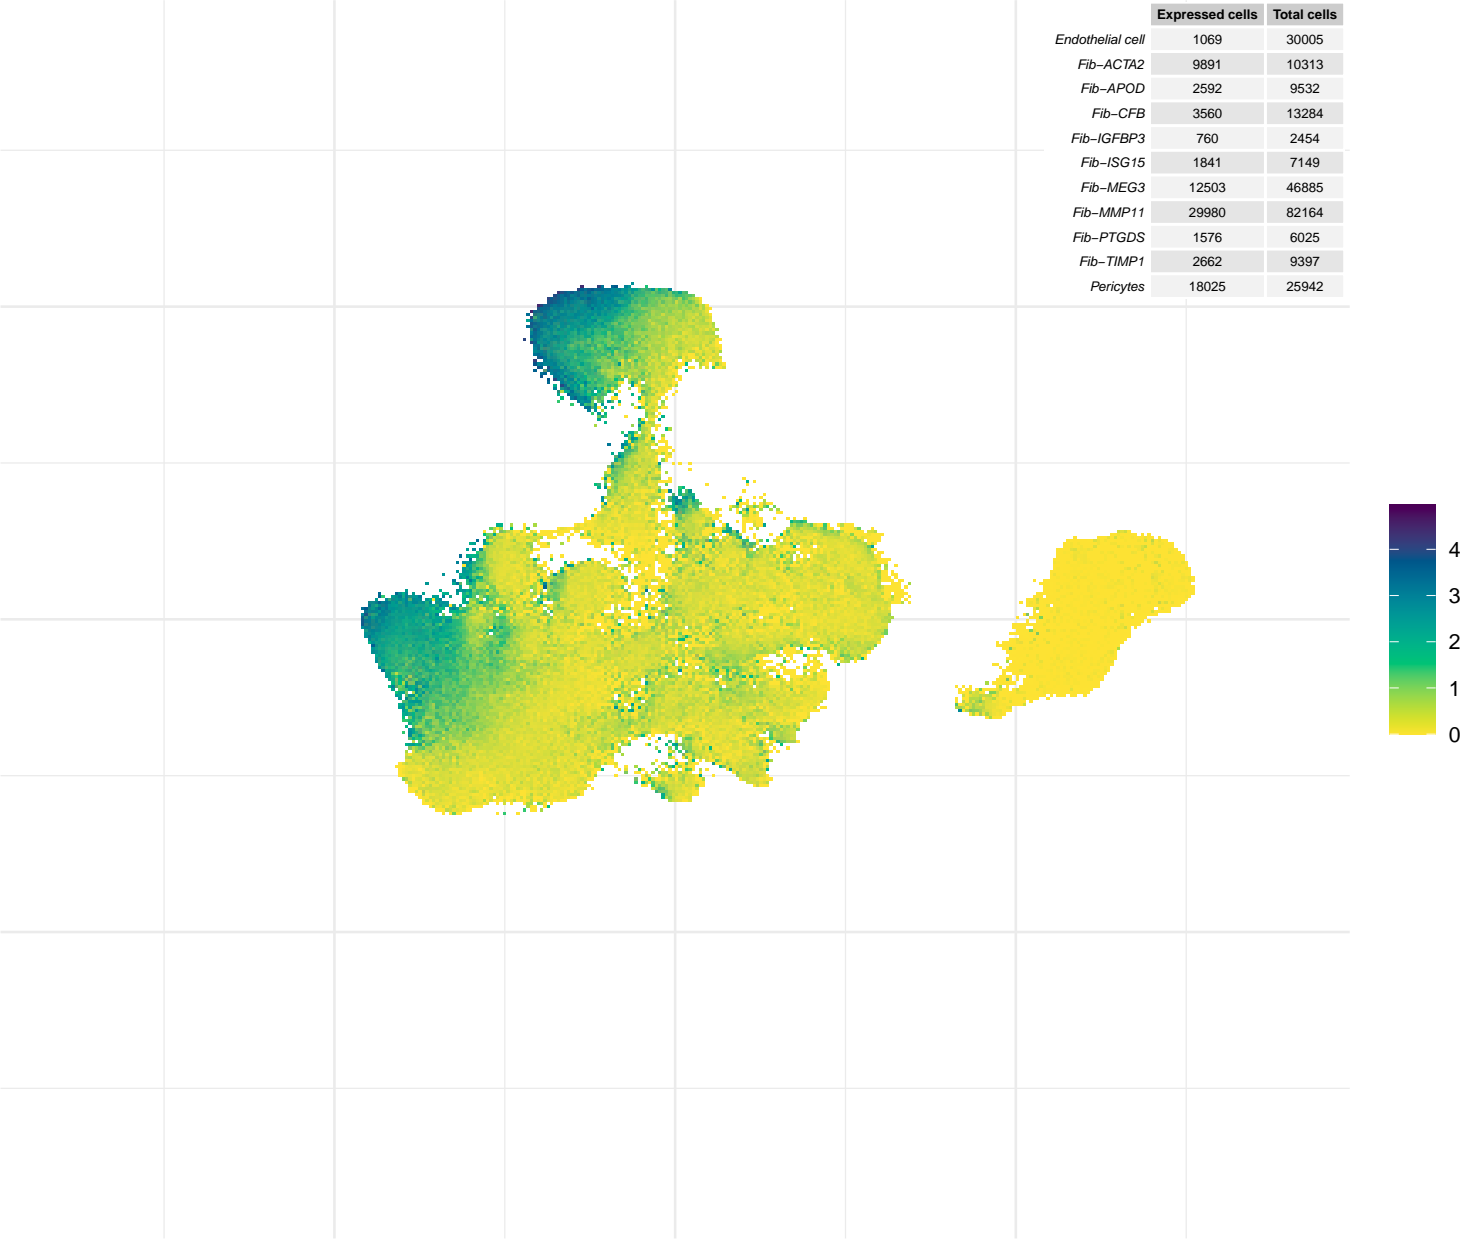 Expressed cells Total cells
Endothelial cell 1069 30005
Fib−ACTA2 9891 10313
Fib−APOD 2592 9532
Fib−CFB 3560 13284
Fib−IGFBP3 760 2454
Fib−ISG15 1841 7149
Fib−MEG3 12503 46885
Fib−MMP11 29980 82164
Fib−PTGDS 1576 6025
Fib−TIMP1 2662 9397
Pericytes 18025 25942
4
3
2
1
0